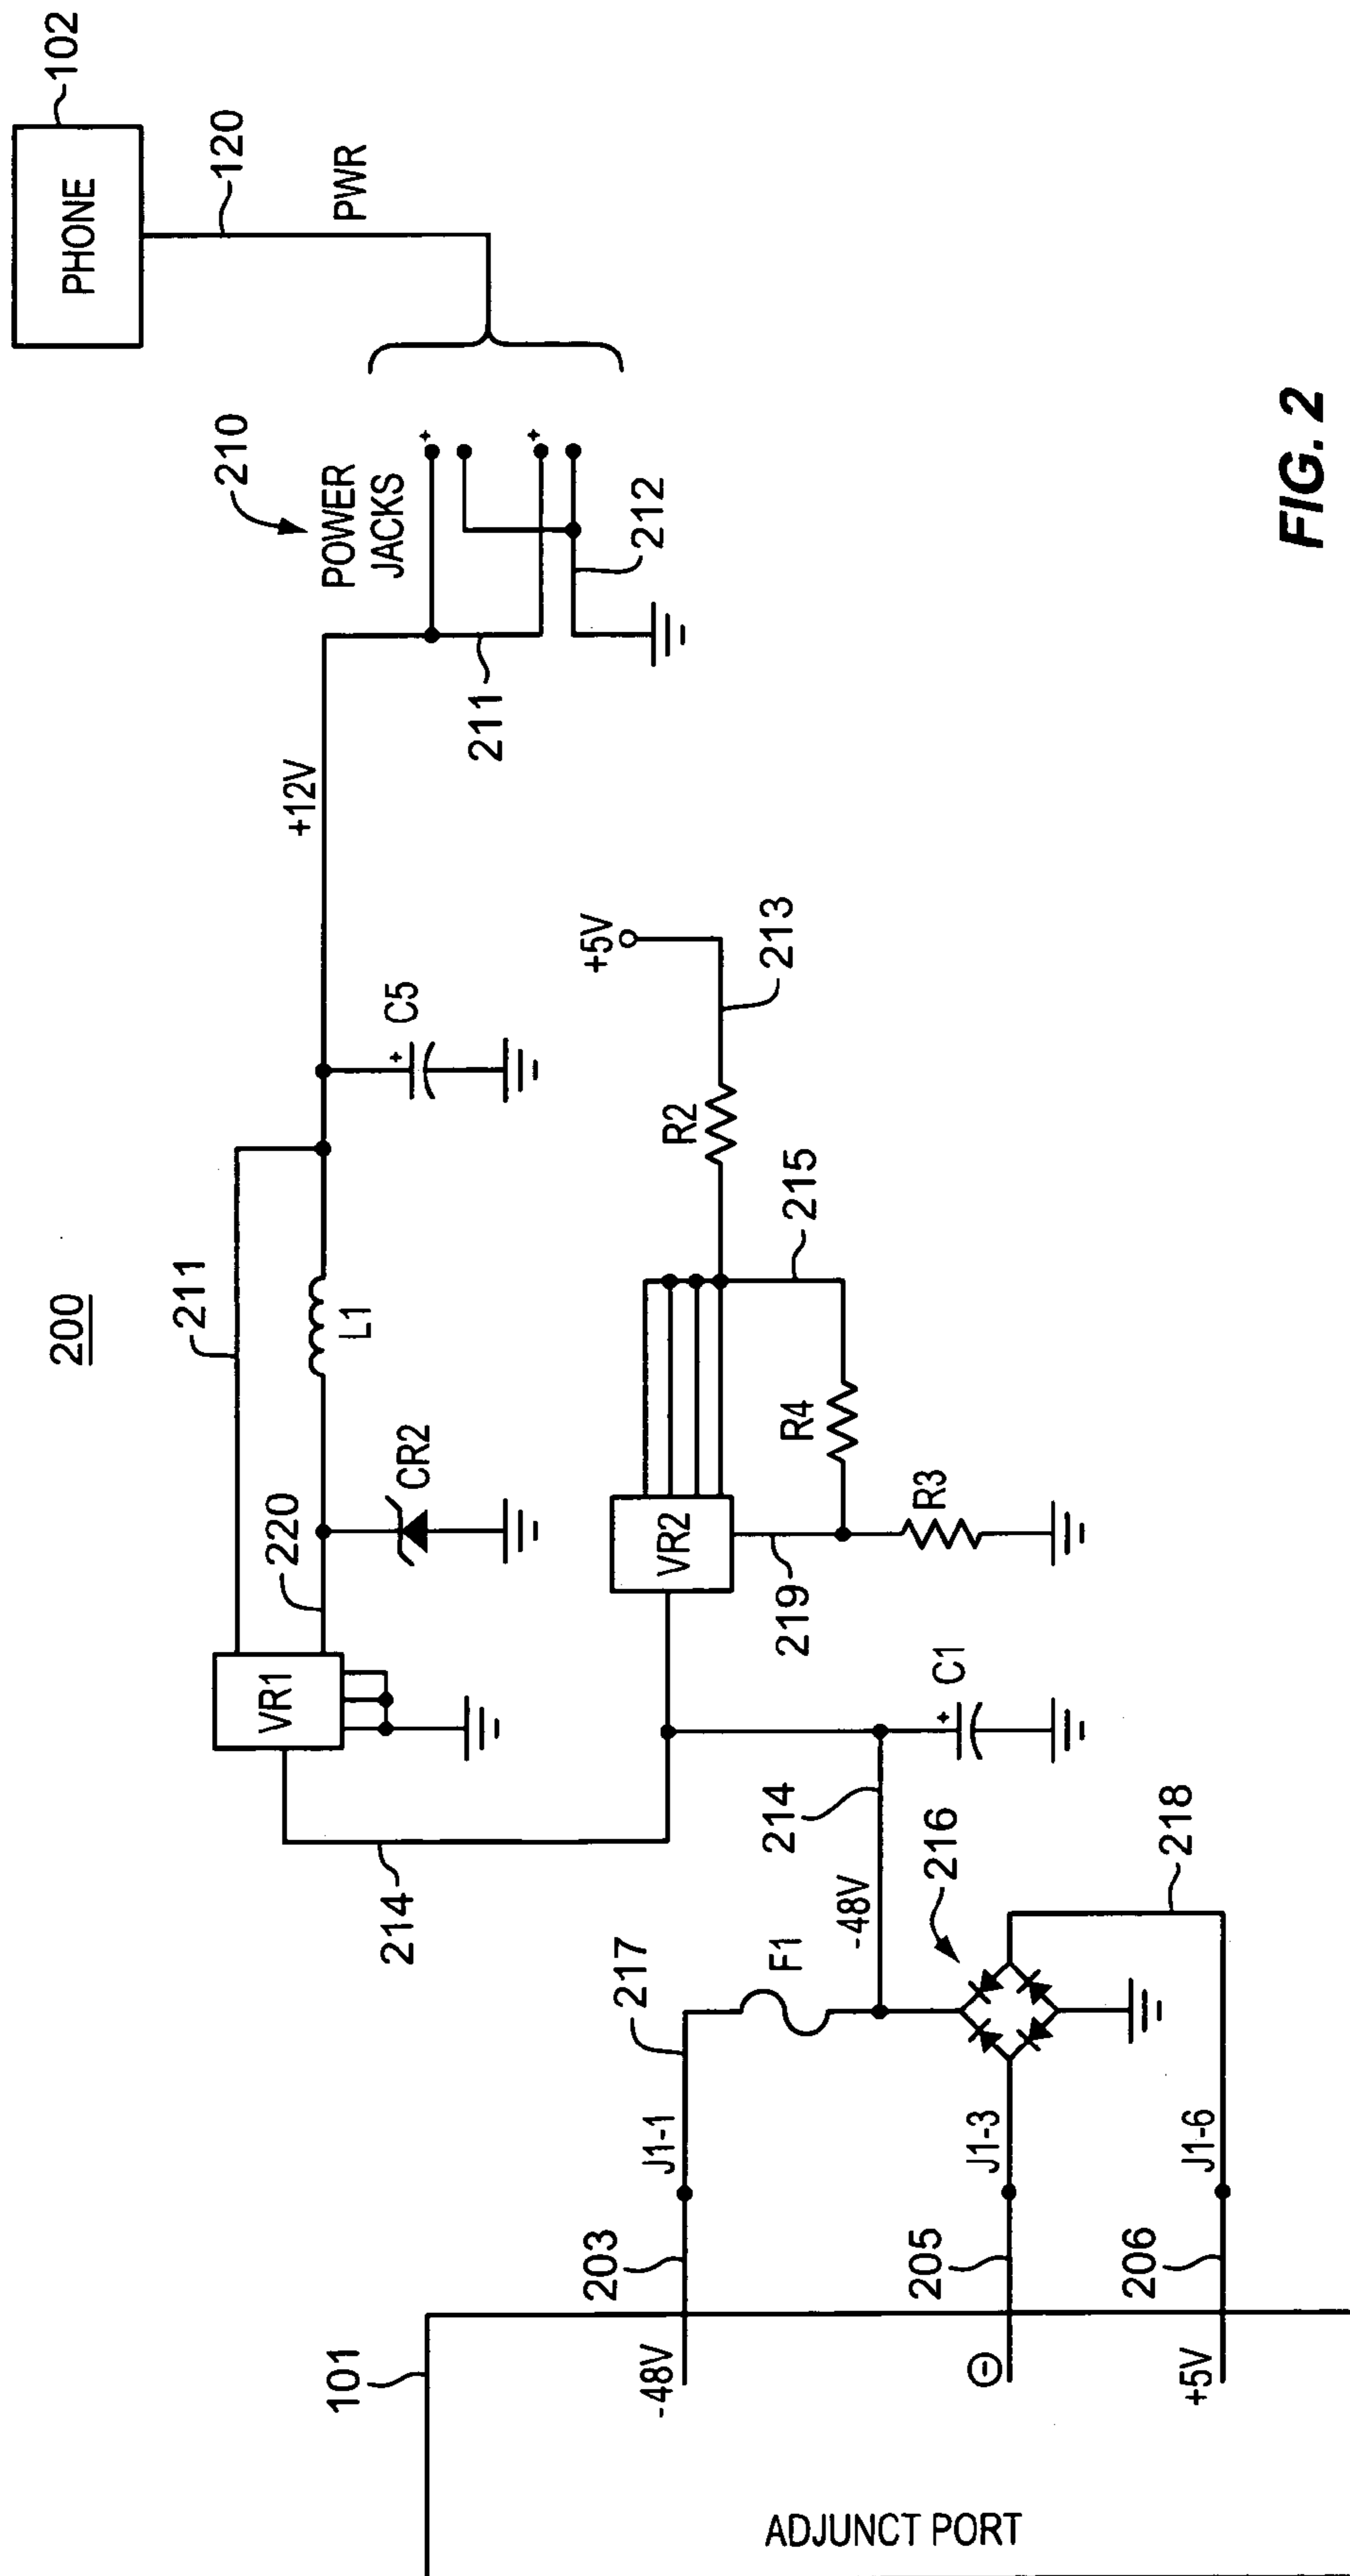 200
PHONE
102
120
PWR
210
POWER
JACKS
+
+
212
211
+12V
211
L1
+
C5
220
CR2
VR1
+5V
213
R2
215
R4
VR2
219
R3
214
214
-48V
+
C1
217
F1
216
218
J1-1
J1-3
J1-6
203
205
206
101
-48V
+5V
ADJUNCT PORT
FIG. 2